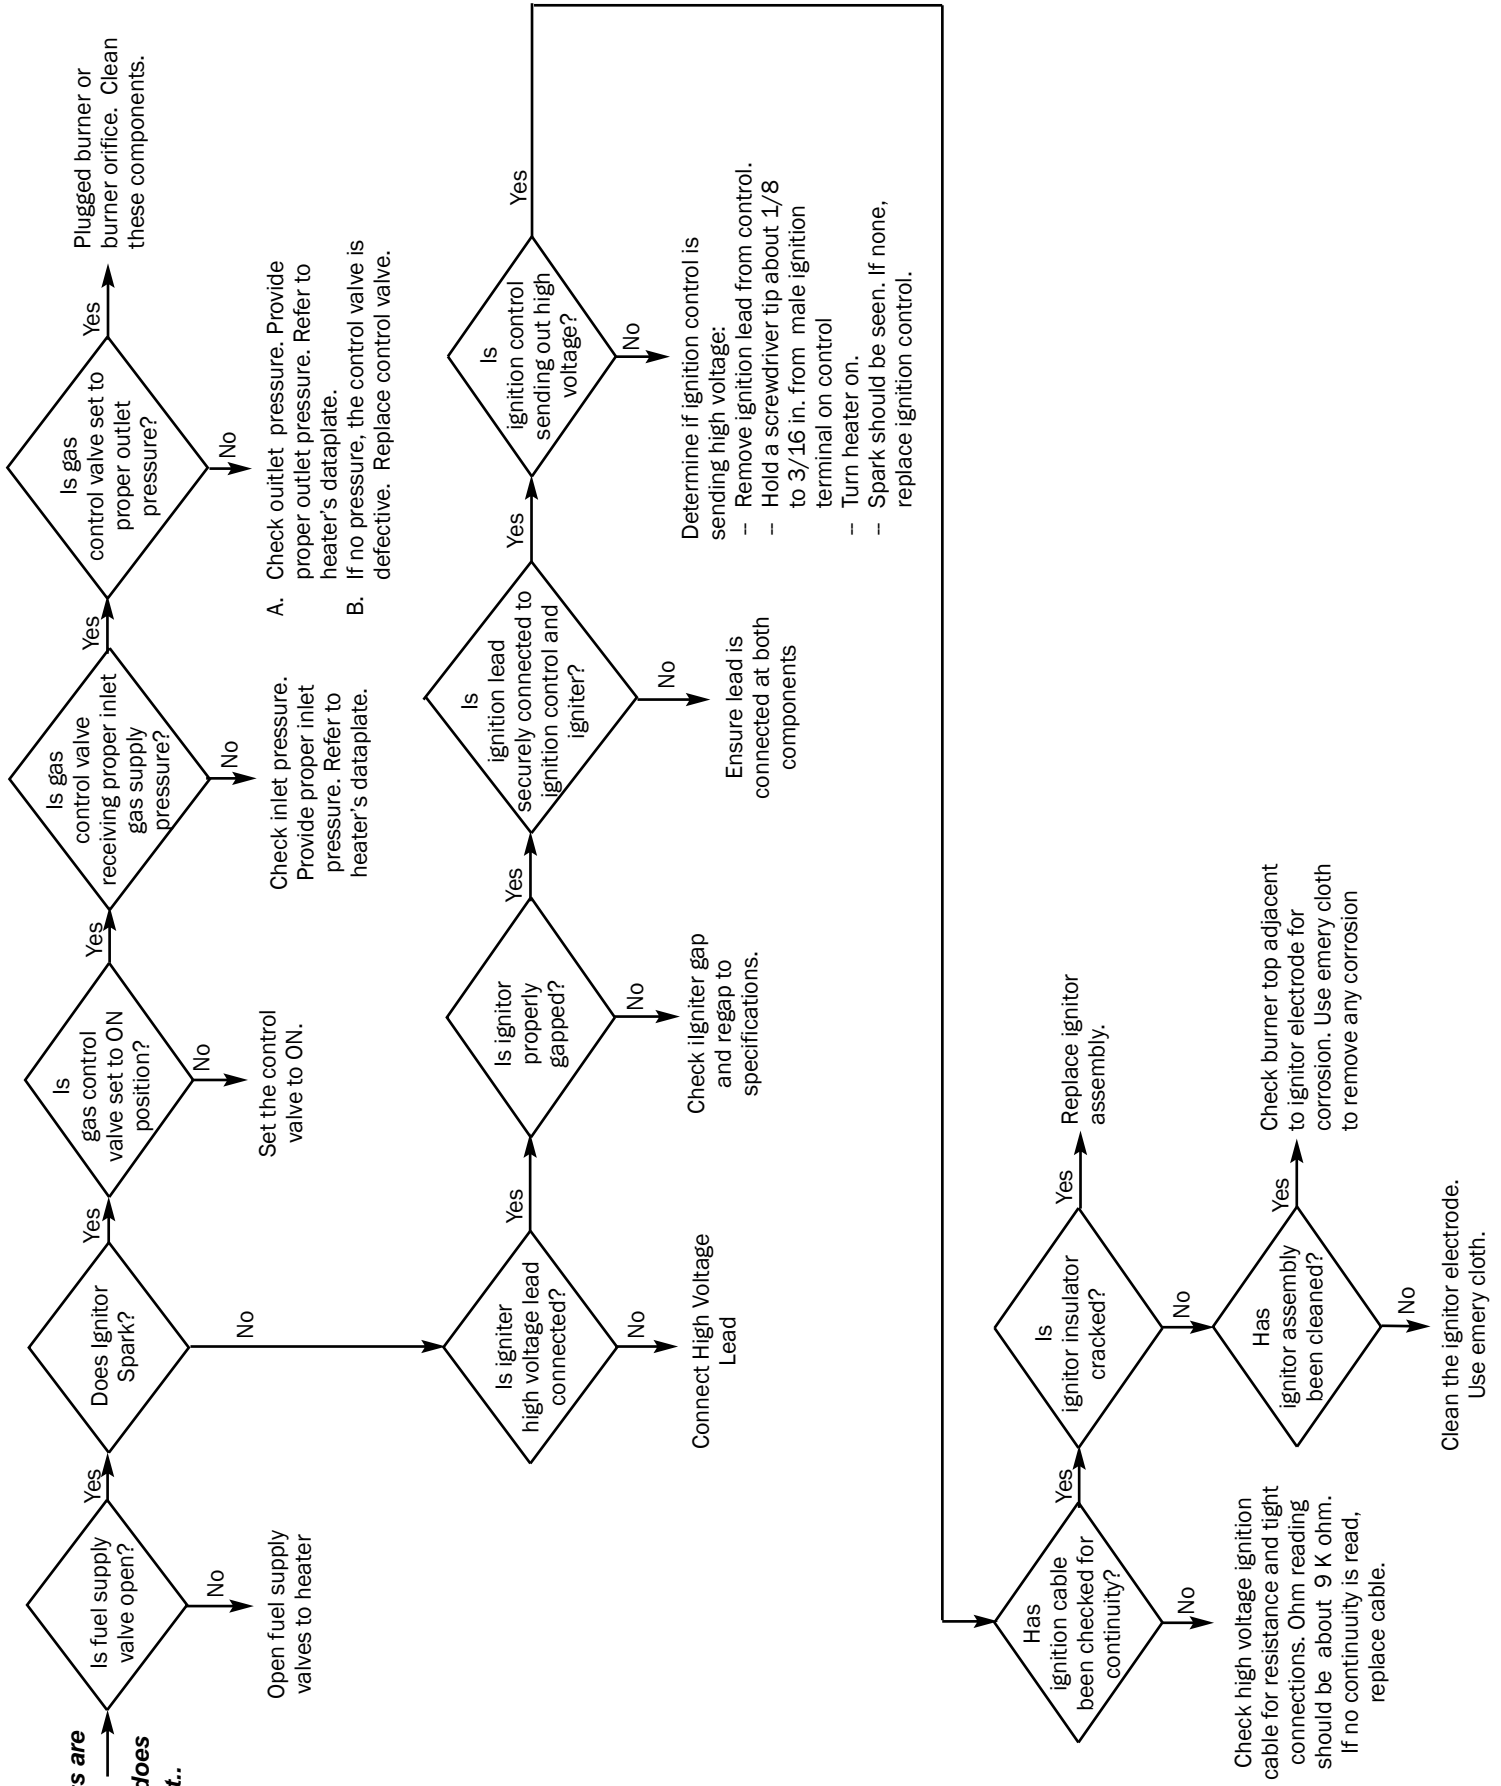 s are
does
t..
Is fuel supply
valve open?
Yes
No
Open fuel supply
valves to heater
Does Ignitor
Spark?
Yes
No
Is
gas control
valve set to ON
position?
Yes
No
Set the control
valve to ON.
Is gas
control valve
receiving proper inlet
gas supply
pressure?
Yes
No
Check inlet pressure.
Provide proper inlet
pressure. Refer to
heater's dataplate.
Is gas
control valve set to
proper outlet
pressure?
Yes
Plugged burner or
burner orifice. Clean
these components.
No
A. Check ouitlet pressure. Provide
proper outlet pressure. Refer to
heater's dataplate.
B. If no pressure, the control valve is
defective. Replace control valve.
Is igniter
high voltage lead
connected?
Yes
No
Connect High Voltage
Lead
Is ignitor
properly
gapped?
Yes
No
Check ilgniter gap
and regap to
specifications.
Is
ignition lead
securely connected to
ignition control and
igniter?
Yes
No
Ensure lead is
connected at both
components
Is
ignition control
sending out high
voltage?
Yes
No
Determine if ignition control is
sending high voltage:
-- Remove ignition lead from control.
-- Hold a screwdriver tip about 1/8
to 3/16 in. from male ignition
terminal on control
-- Turn heater on.
-- Spark should be seen. If none,
replace ignition control.
Has
ignition cable
been checked for
continuity?
Yes
No
Check high voltage ignition
cable for resistance and tight
connections. Ohm reading
should be about 9 K ohm.
If no continuuity is read,
replace cable.
Is
ignitor insulator
cracked?
Yes
Replace ignitor
assembly.
No
Has
ignitor assembly
been cleaned?
Yes
Check burner top adjacent
to ignitor electrode for
corrosion. Use emery cloth
to remove any corrosion
No
Clean the ignitor electrode.
Use emery cloth.